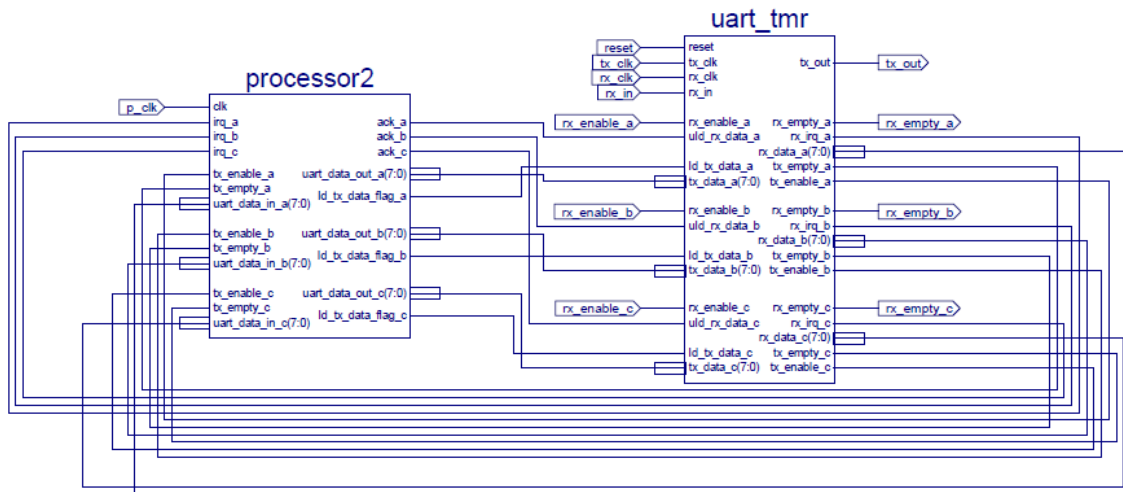 uart_tmr
processor2
reset reset
tx_clk tx_clk tx_out tx_out
rx_clk rx_clk
rx_in rx_in
p_clk clk
irq_a ack_a
irq_b ack_b
irq_c ack_c
tx_enable_a uart_data_out_a(7:0)
tx_empty_a ld_tx_data_flag_a
uart_data_in_a(7:0)
tx_enable_b uart_data_out_b(7:0)
tx_empty_b ld_tx_data_flag_b
uart_data_in_b(7:0)
tx_enable_c uart_data_out_c(7:0)
tx_empty_c ld_tx_data_flag_c
uart_data_in_c(7:0)
rx_enable_a rx_enable_a rx_empty_a rx_empty_a
uld_rx_data_a rx_irq_a
rx_data_a(7:0)
ld_tx_data_a tx_empty_a
tx_data_a(7:0) tx_enable_a
rx_enable_b rx_enable_b rx_empty_b rx_empty_b
uld_rx_data_b rx_irq_b
rx_data_b(7:0)
ld_tx_data_b tx_empty_b
tx_data_b(7:0) tx_enable_b
rx_enable_c rx_enable_c rx_empty_c rx_empty_c
uld_rx_data_c rx_irq_c
rx_data_c(7:0)
ld_tx_data_c tx_empty_c
tx_data_c(7:0) tx_enable_c